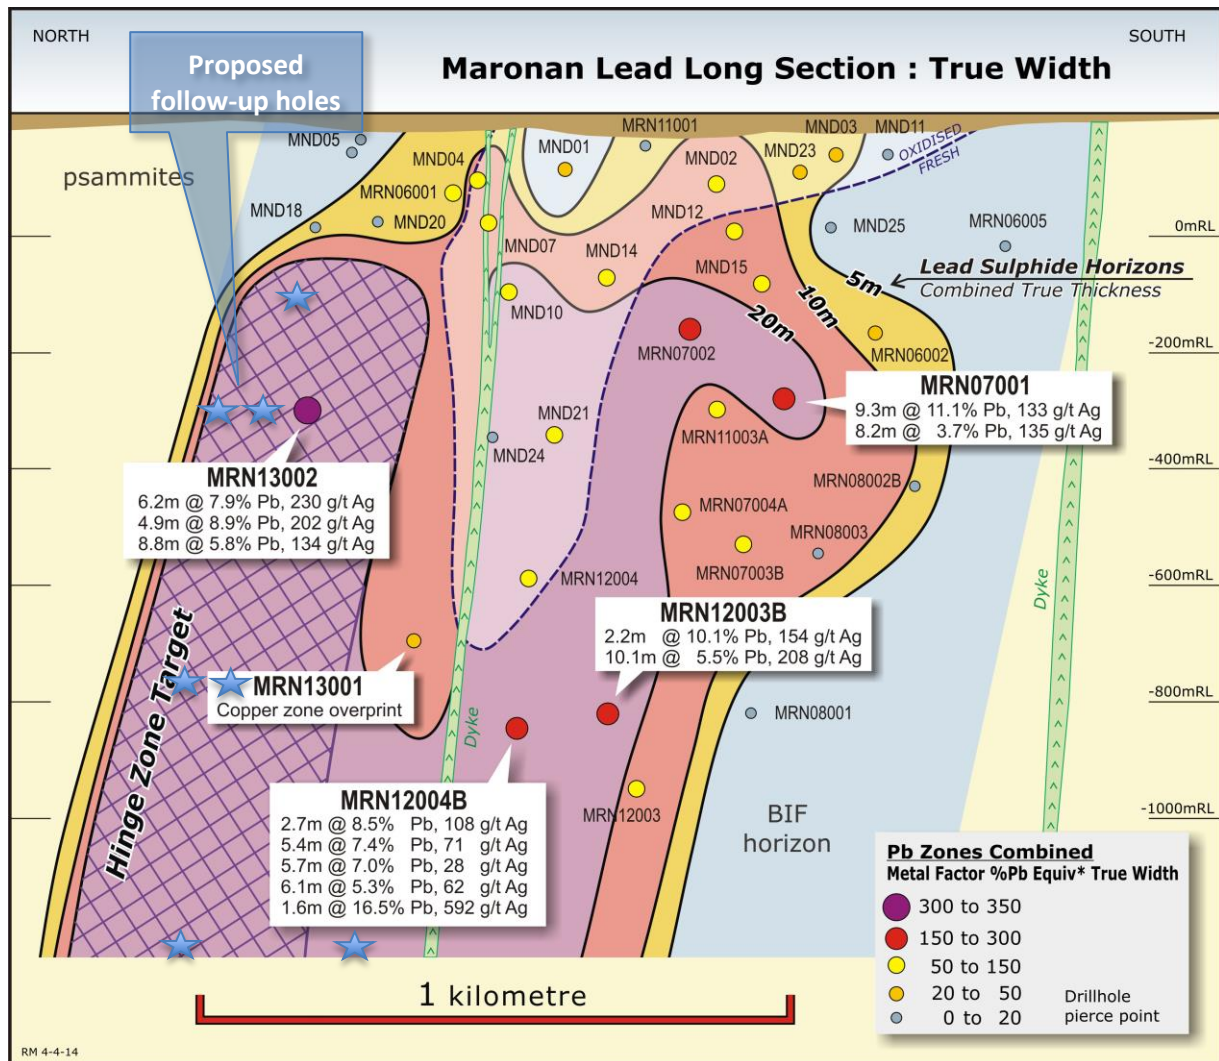 NORTH
SOUTH
Proposed
follow-up holes
Maronan Lead Long Section : True Width
MND05
MND01
MRN11001
MND03
MND11
OXIDISED
FRESH
psammites
MND04
MND02
MND23
MRN06001
MND18
MND20
MND12
MND25
MRN06005
0mRL
MND07
MND14
MND15
5m
Lead Sulphide Horizons
Combined True Thickness
10m
20m
MND10
MRN07002
MRN06002
-200mRL
MRN07001
9.3m @ 11.1% Pb, 133 g/t Ag
8.2m @ 3.7% Pb, 135 g/t Ag
MND21
MND24
MRN11003A
MRN13002
6.2m @ 7.9% Pb, 230 g/t Ag
4.9m @ 8.9% Pb, 202 g/t Ag
8.8m @ 5.8% Pb, 134 g/t Ag
-400mRL
MRN08002B
MRN07004A
MRN08003
MRN07003B
MRN12004
-600mRL
Dyke
MRN12003B
2.2m @ 10.1% Pb, 154 g/t Ag
10.1m @ 5.5% Pb, 208 g/t Ag
MRN13001
Copper zone overprint
-800mRL
MRN08001
Dyke
Hinge Zone Target
MRN12004B
2.7m @ 8.5% Pb, 108 g/t Ag
5.4m @ 7.4% Pb, 71 g/t Ag
5.7m @ 7.0% Pb, 28 g/t Ag
6.1m @ 5.3% Pb, 62 g/t Ag
1.6m @ 16.5% Pb, 592 g/t Ag
MRN12003
BIF
horizon
-1000mRL
Pb Zones Combined
Metal Factor %Pb Equiv* True Width
300 to 350
150 to 300
50 to 150
20 to 50
0 to 20
Drillhole
pierce point
1 kilometre
RM 4-4-14